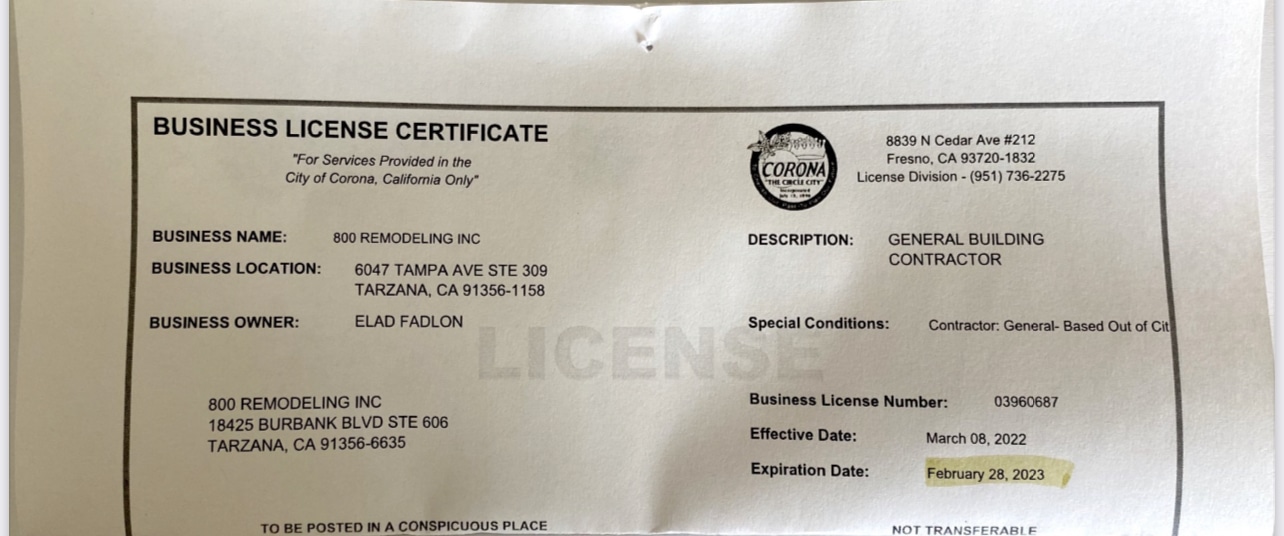 BUSINESS LICENSE CERTIFICATE
"For Services Provided in the
City of Corona, California Only"
CORONA
"THE CIRCLE CITY"
8839 N Cedar Ave #212
Fresno, CA 93720-1832
License Division - (951) 736-2275
BUSINESS NAME: 800 REMODELING INC
BUSINESS LOCATION: 6047 TAMPA AVE STE 309
TARZANA, CA 91356-1158
BUSINESS OWNER: ELAD FADLON
DESCRIPTION: GENERAL BUILDING
CONTRACTOR
Special Conditions: Contractor: General- Based Out of Cit
LICENSE
800 REMODELING INC
18425 BURBANK BLVD STE 606
TARZANA, CA 91356-6635
Business License Number: 03960687
Effective Date: March 08, 2022
Expiration Date: February 28, 2023
TO BE POSTED IN A CONSPICUOUS PLACE
NOT TRANSFERABLE